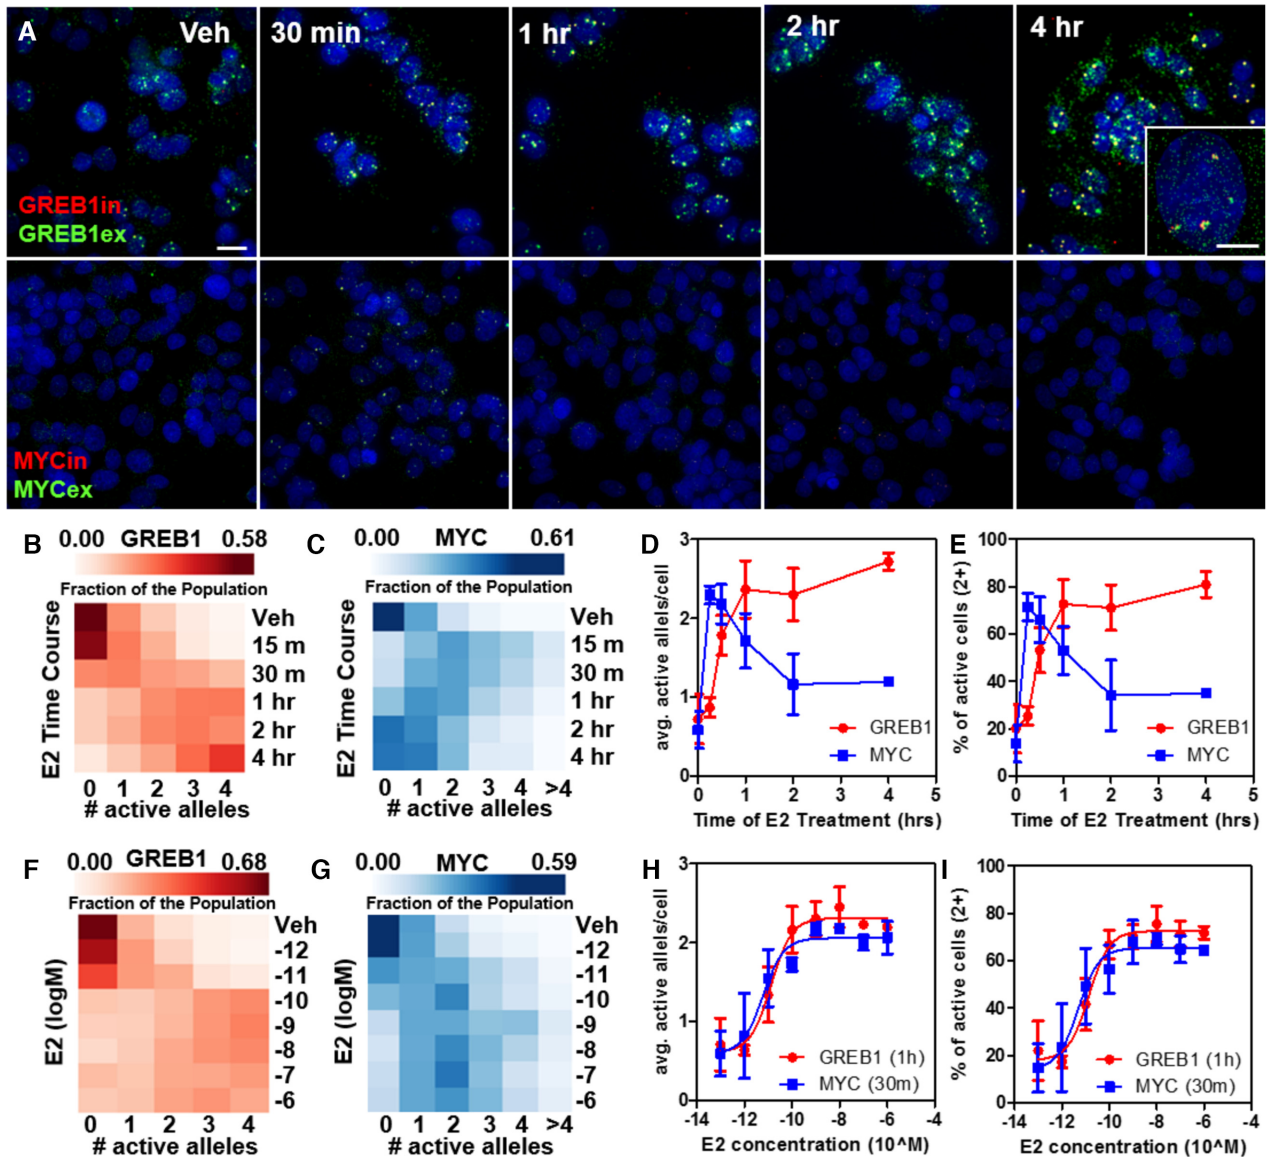 A
Veh
30 min
1 hr
2 hr
4 hr
GREB1in
GREB1ex
MYCin
MYCex
B
0.00 GREB1 0.58
Fraction of the Population
E2 Time Course
Veh
15 m
30 m
1 hr
2 hr
4 hr
0 1 2 3 4
# active alleles
C
0.00 MYC 0.61
Fraction of the Population
E2 Time Course
Veh
15 m
30 m
1 hr
2 hr
4 hr
0 1 2 3 4 >4
# active alleles
D
avg. active allels/cell
3
2
1
0
GREB1
MYC
0 1 2 3 4 5
Time of E2 Treatment (hrs)
E
% of active cells (2+)
100
80
60
40
20
0
GREB1
MYC
0 1 2 3 4 5
Time of E2 Treatment (hrs)
F
0.00 GREB1 0.68
Fraction of the Population
E2 (logM)
Veh
-12
-11
-10
-9
-8
-7
-6
0 1 2 3 4
# active alleles
G
0.00 MYC 0.59
Fraction of the Population
E2 (logM)
Veh
-12
-11
-10
-9
-8
-7
-6
0 1 2 3 4 >4
# active alleles
H
avg. active allels/cell
3
2
1
0
GREB1 (1h)
MYC (30m)
-14 -12 -10 -8 -6 -4
E2 concentration (10^M)
I
% of active cells (2+)
100
80
60
40
20
0
GREB1 (1h)
MYC (30m)
-14 -12 -10 -8 -6 -4
E2 concentration (10^M)